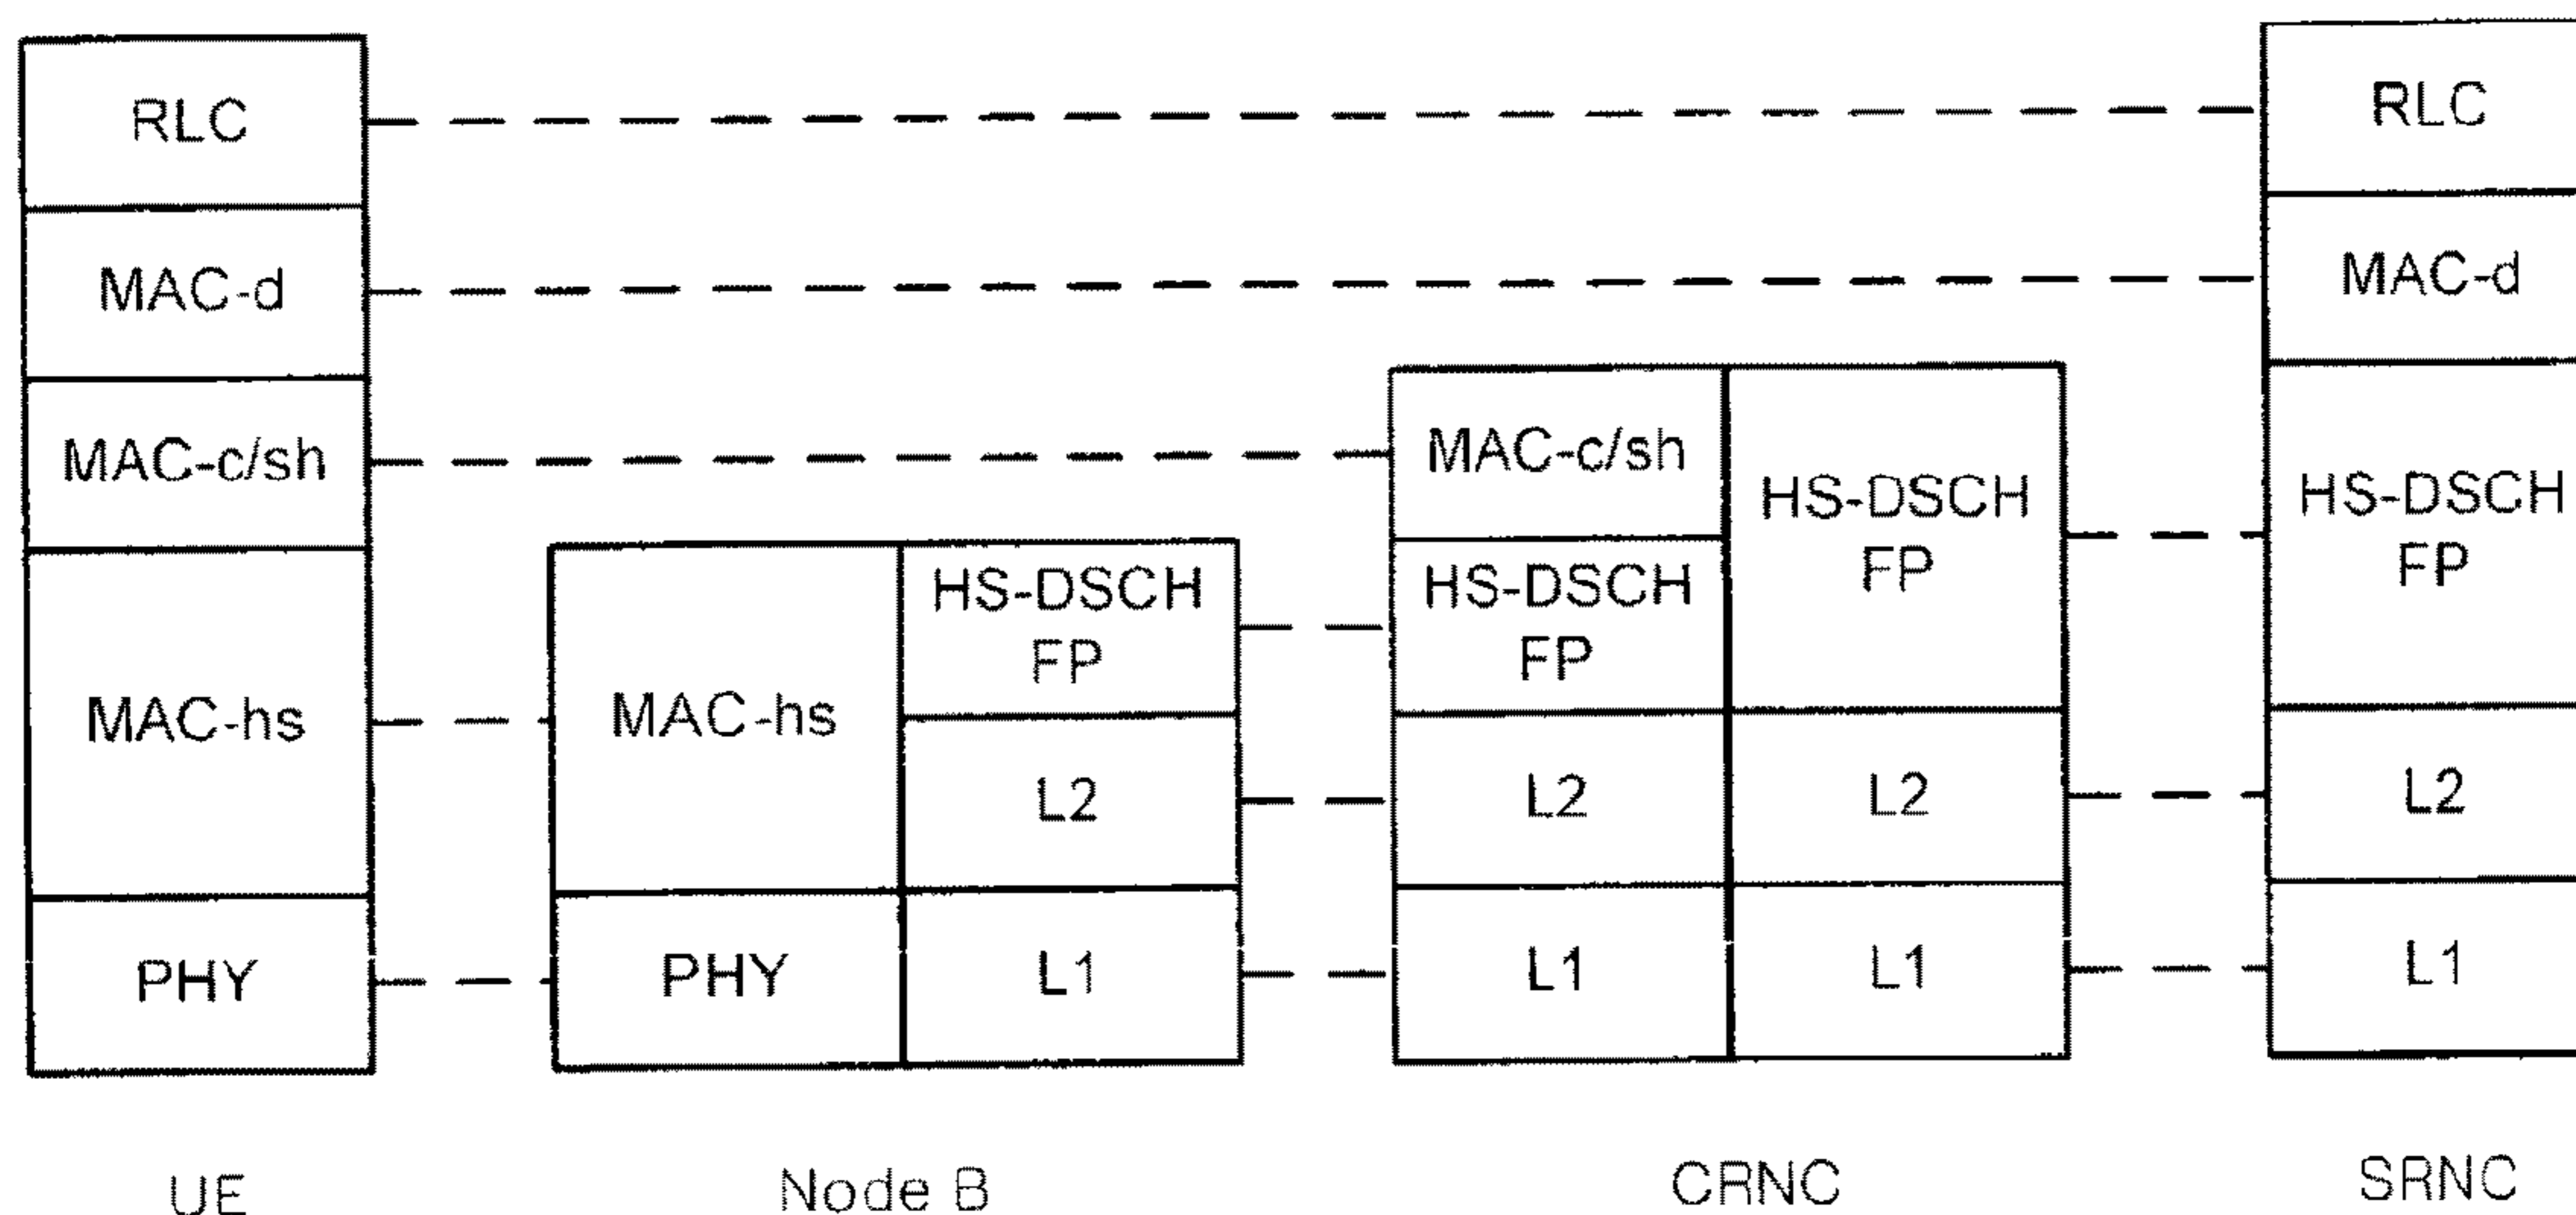 RLC
MAC-d
MAC-c/sh
MAC-hs
PHY
UE
MAC-hs
PHY
HS-DSCH
FP
L2
L1
Node B
MAC-c/sh
HS-DSCH
FP
L2
L1
HS-DSCH
FP
L2
L1
CRNC
RLC
MAC-d
HS-DSCH
FP
L2
L1
SRNC